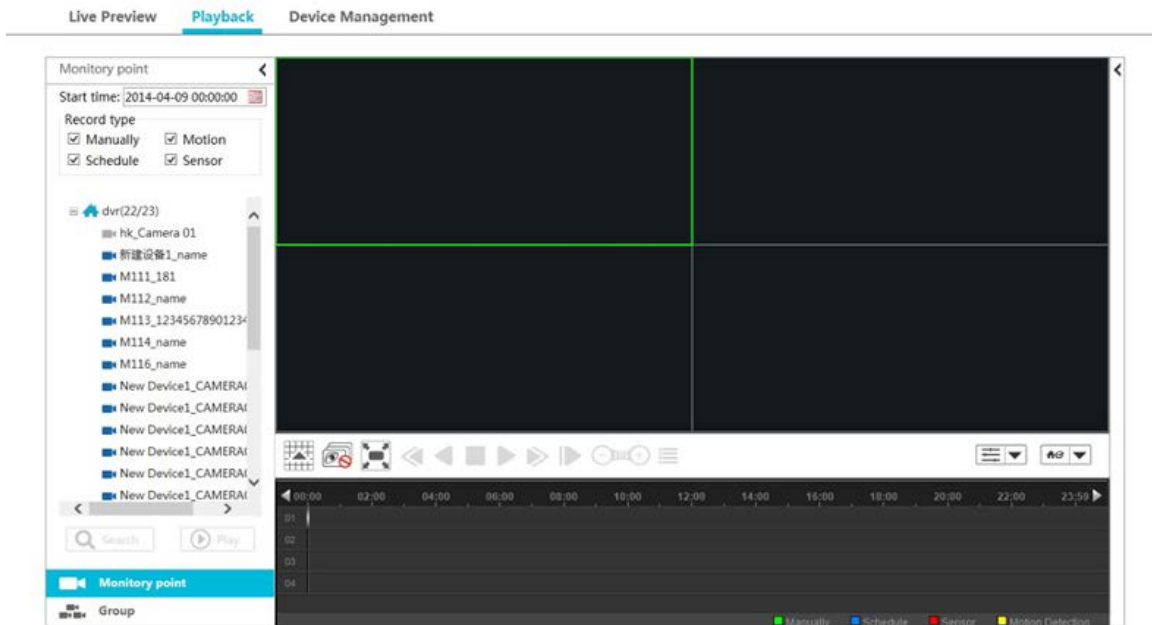 Live Preview Playback Device Management
Monitory point
Start time: 2014-04-09 00:00:00
Record type
Manually Motion
Schedule Sensor
dvr(22/23)
hk_Camera 01
新建设备1_name
M111_181
M112_name
M113_12345678901234
M114_name
M116_name
New Device1_CAMERA
New Device1_CAMERA
New Device1_CAMERA
New Device1_CAMERA
New Device1_CAMERA
New Device1_CAMERA
Search Play
Monitory point
Group
00:00 02:00 04:00 06:00 08:00 10:00 12:00 14:00 16:00 18:00 20:00 22:00 23:59
01
02
03
04
Manually Schedule Sensor Motion Detection